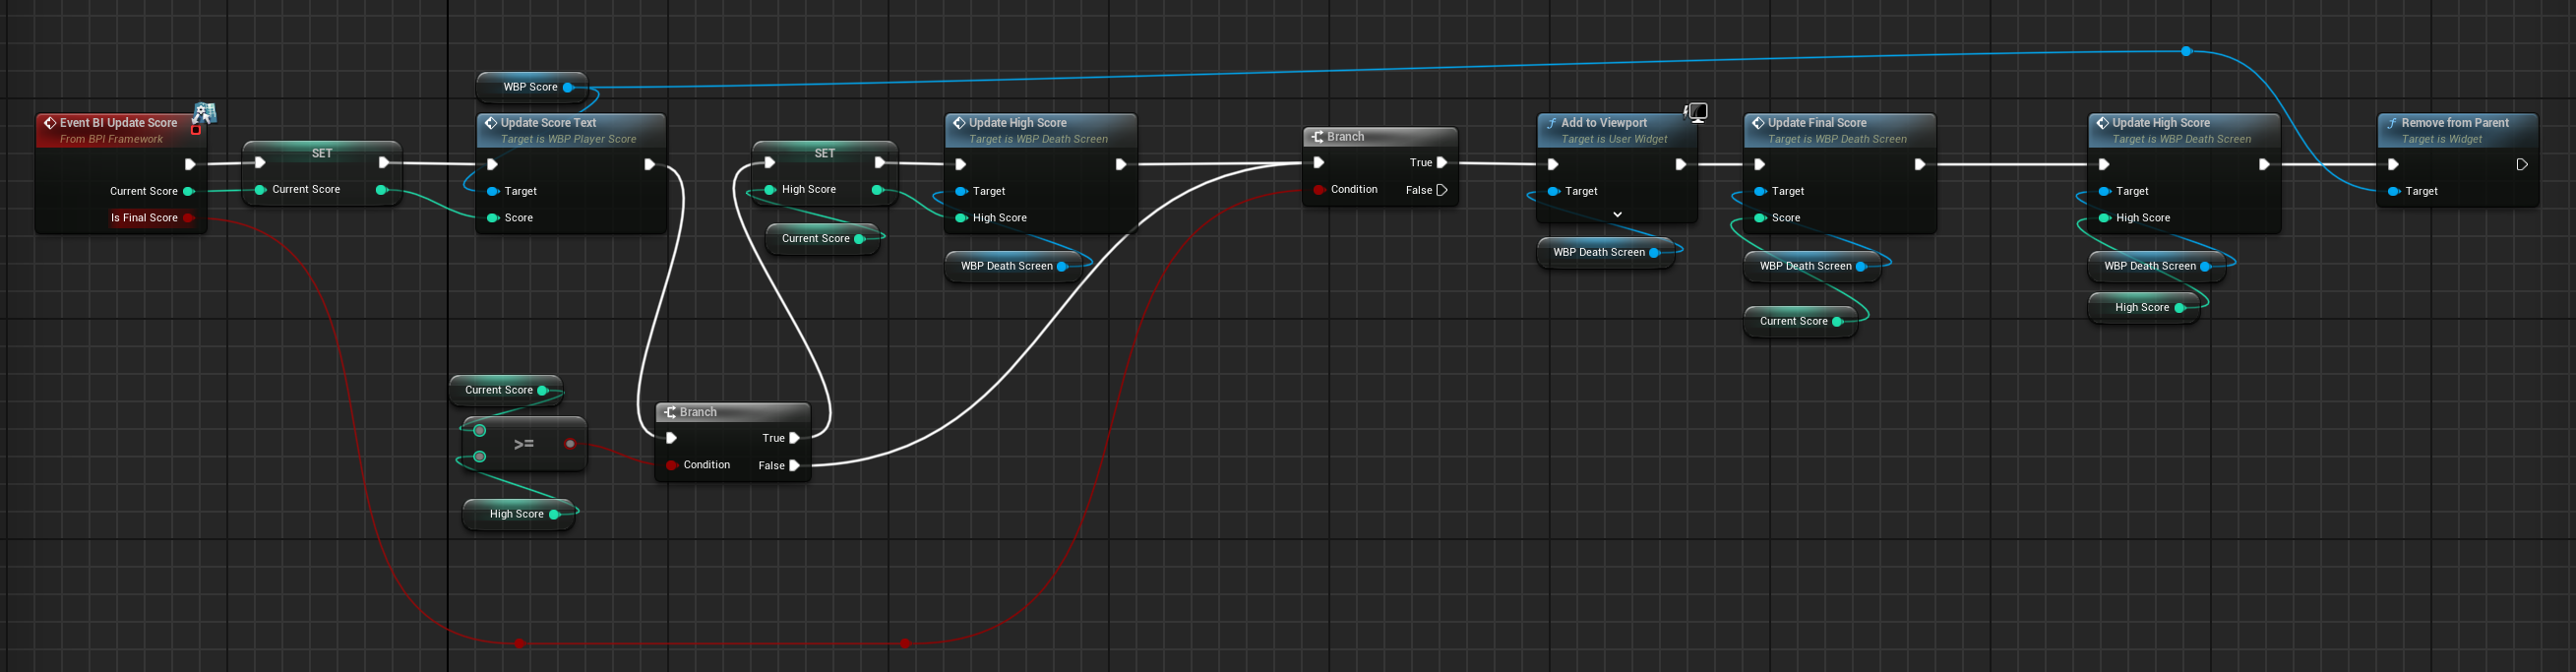 WBP Score
Event BI Update Score
From BPI Framework
Current Score
Is Final Score
SET
Current Score
Update Score Text
Target is WBP Player Score
Target
Score
SET
High Score
Current Score
Update High Score
Target is WBP Death Screen
Target
High Score
WBP Death Screen
Branch
True
Condition
False
Add to Viewport
Target is User Widget
Target
WBP Death Screen
Update Final Score
Target is WBP Death Screen
Target
Score
WBP Death Screen
Current Score
Update High Score
Target is WBP Death Screen
Target
High Score
WBP Death Screen
High Score
Remove from Parent
Target is Widget
Target
Current Score
>=
High Score
Branch
True
Condition
False